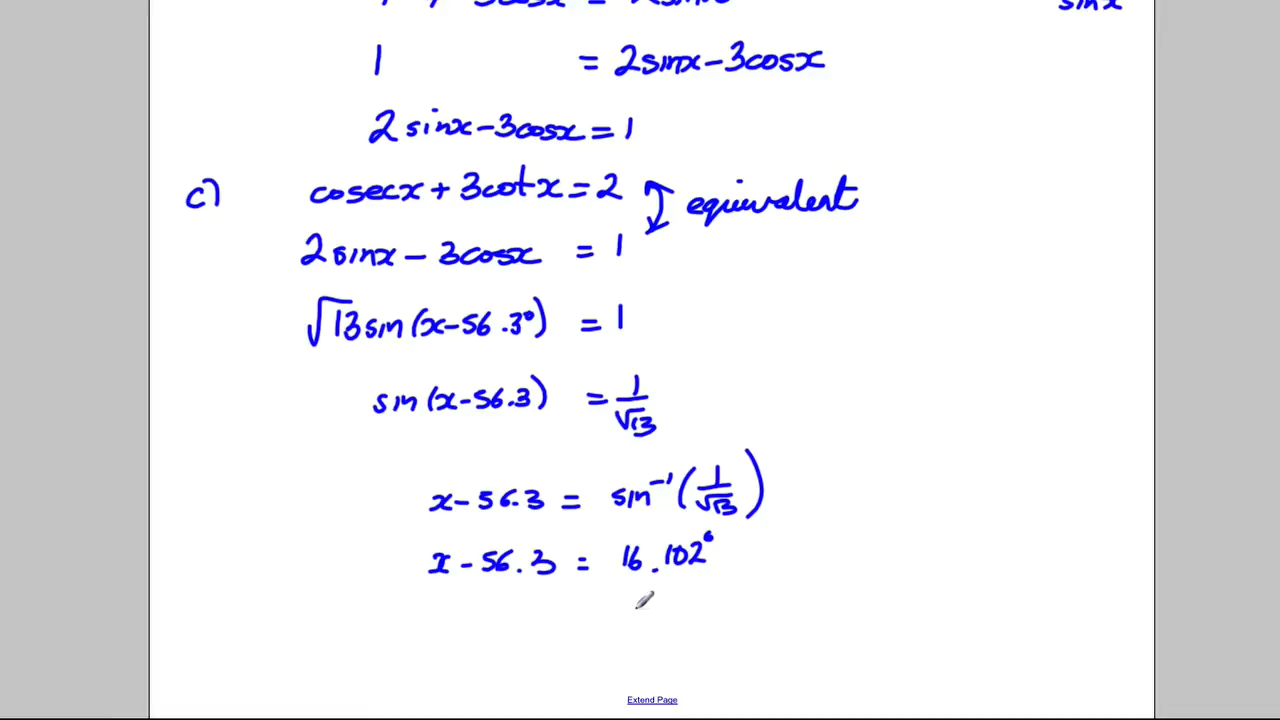 1 = 2sinx - 3cosx
2sinx - 3cosx = 1
c) cosecx + 3cotx = 2 equivalent
2sinx - 3cosx = 1
√13 sin(x - 56.3°) = 1
sin(x - 56.3) = 1/√13
x - 56.3 = sin⁻¹(1/√13)
x - 56.3 = 16.102°
Extend Page